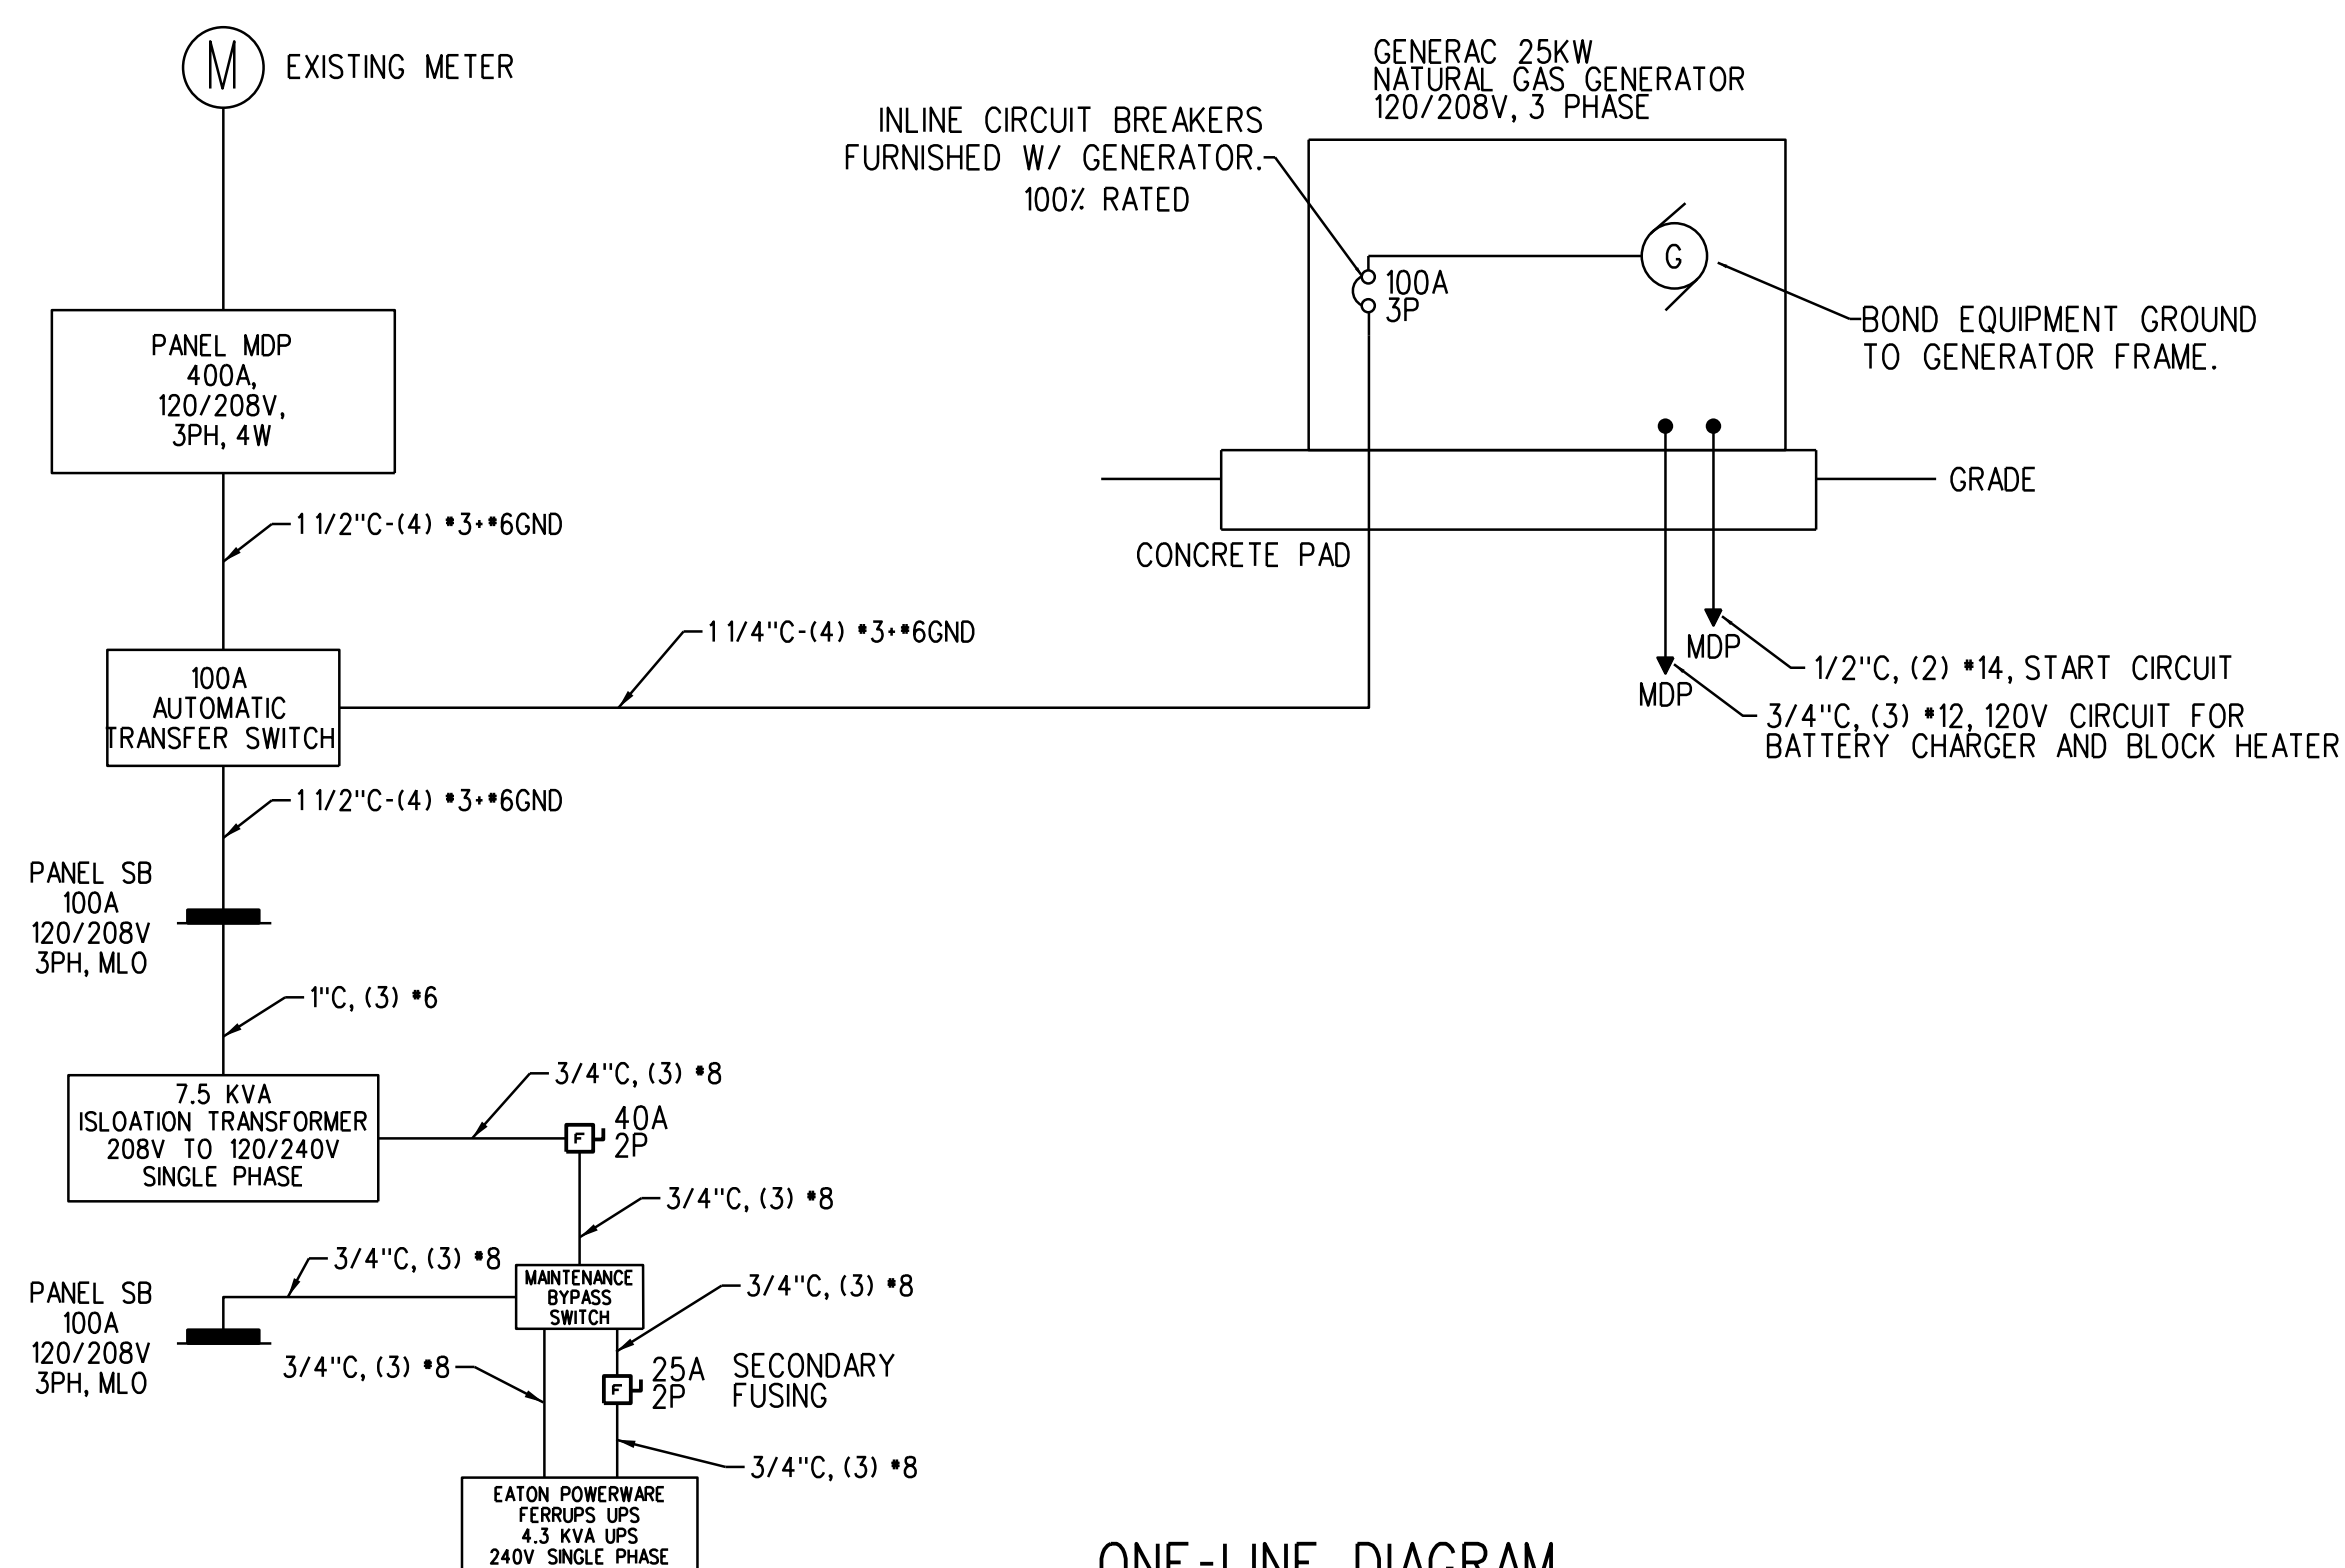 M
EXISTING METER
GENERAC 25KW
NATURAL GAS GENERATOR
120/208V, 3 PHASE
INLINE CIRCUIT BREAKERS
FURNISHED W/ GENERATOR.
100% RATED
G
100A
3P
BOND EQUIPMENT GROUND
TO GENERATOR FRAME.
PANEL MDP
400A,
120/208V,
3PH, 4W
GRADE
CONCRETE PAD
1 1/2"C-(4) #3+#6GND
1 1/4"C-(4) #3+#6GND
MDP
1/2"C, (2) #14, START CIRCUIT
MDP
3/4"C, (3) #12, 120V CIRCUIT FOR
BATTERY CHARGER AND BLOCK HEATER
100A
AUTOMATIC
TRANSFER SWITCH
1 1/2"C-(4) #3+#6GND
PANEL SB
100A
120/208V
3PH, MLO
1"C, (3) #6
7.5 KVA
ISLOATION TRANSFORMER
208V TO 120/240V
SINGLE PHASE
3/4"C, (3) #8
F
40A
2P
3/4"C, (3) #8
3/4"C, (3) #8
MAINTENANCE
BYPASS
SWITCH
3/4"C, (3) #8
PANEL SB
100A
120/208V
3PH, MLO
3/4"C, (3) #8
F
25A
2P
SECONDARY
FUSING
3/4"C, (3) #8
EATON POWERWARE
FERRUPS UPS
4.3 KVA UPS
240V SINGLE PHASE
ONE-LINE DIAGRAM